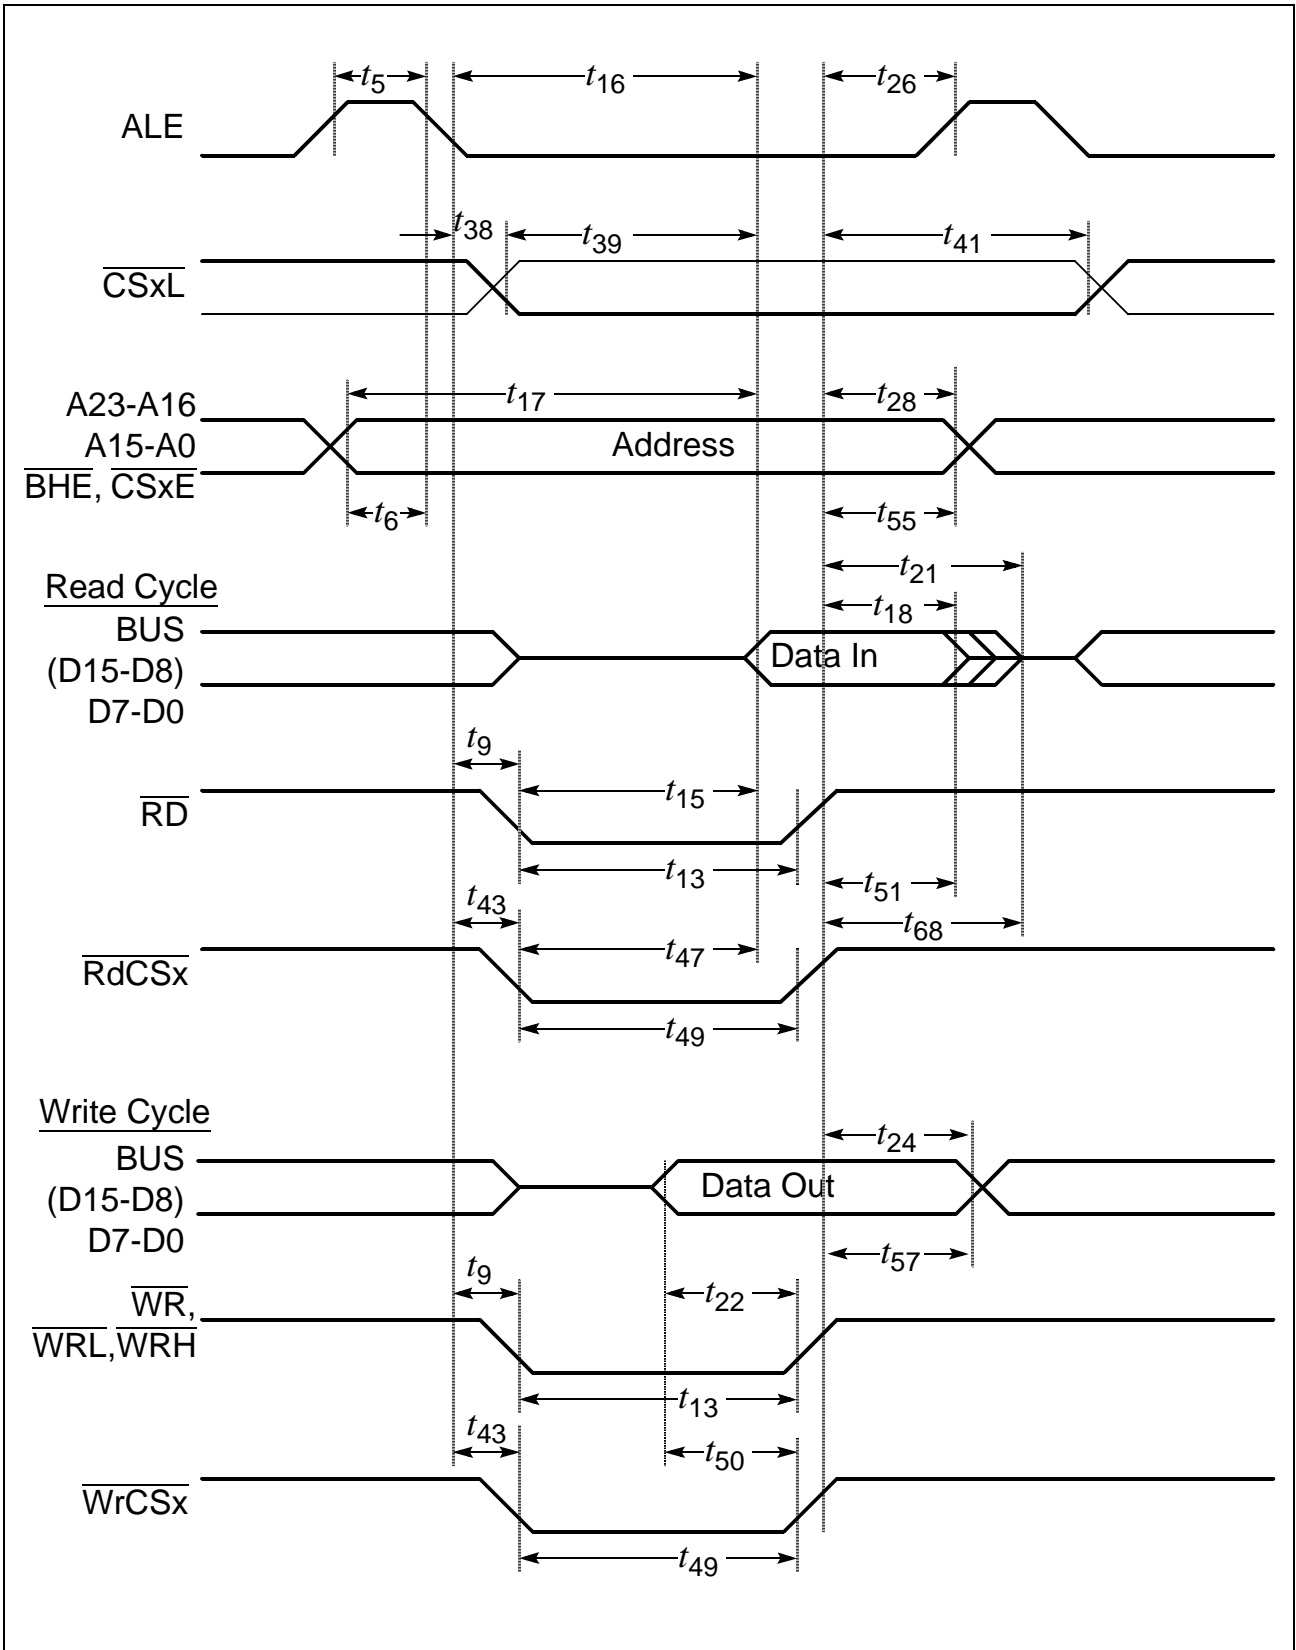 t5
t16
t26
ALE
t38
t39
t41
CSxL
t17
t28
A23-A16
A15-A0
BHE, CSxE
Address
t6
t55
t21
Read Cycle
t18
BUS
(D15-D8)
D7-D0
Data In
t9
t15
RD
t13
t51
t43
t68
t47
RdCSx
t49
Write Cycle
t24
BUS
(D15-D8)
D7-D0
Data Out
t57
t9
t22
WR,
WRL,WRH
t13
t43
t50
WrCSx
t49